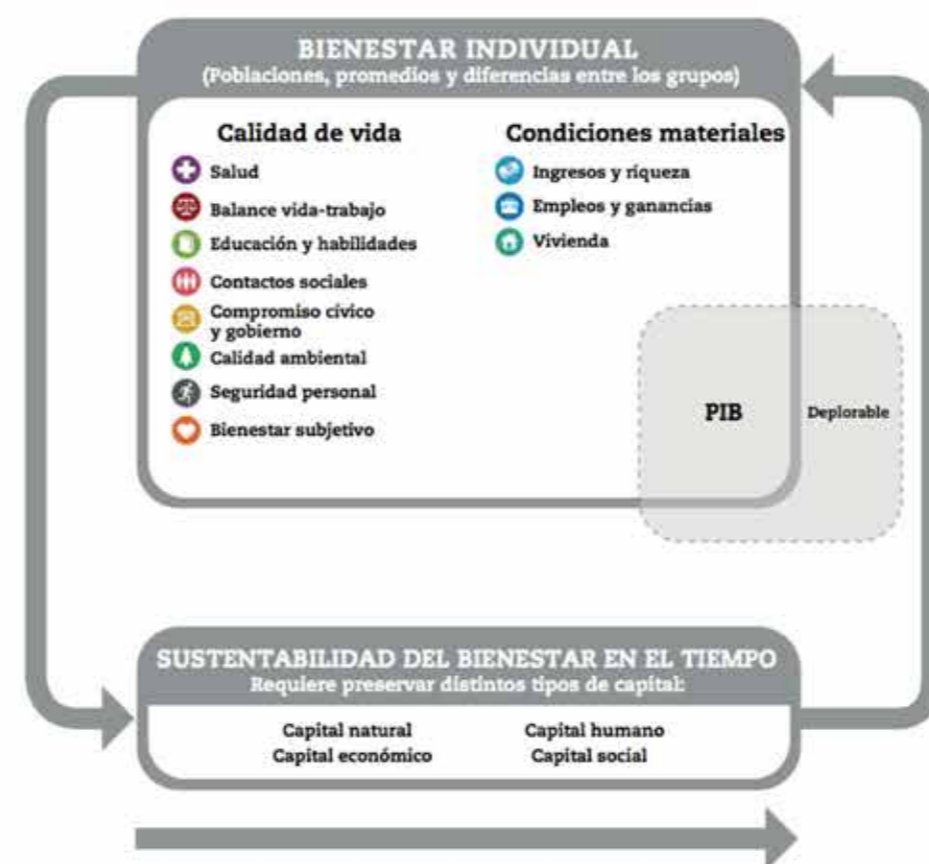 BIENESTAR INDIVIDUAL
(Poblaciones, promedios y diferencias entre los grupos)
Calidad de vida
Salud
Balance vida-trabajo
Educación y habilidades
Contactos sociales
Compromiso cívico
y gobierno
Calidad ambiental
Seguridad personal
Bienestar subjetivo
Condiciones materiales
Ingresos y riqueza
Empleos y ganancias
Vivienda
PIB
Deplorable
SUSTENTABILIDAD DEL BIENESTAR EN EL TIEMPO
Requiere preservar distintos tipos de capital:
Capital natural
Capital económico
Capital humano
Capital social